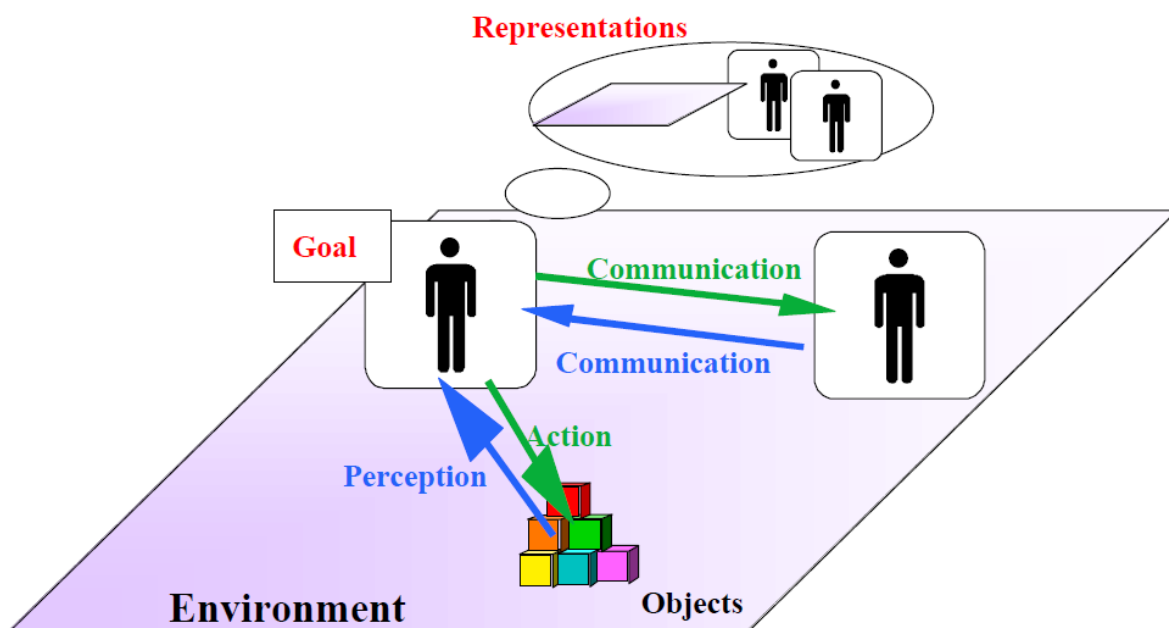 Representations
Goal
Communication
Communication
Action
Perception
Objects
Environment